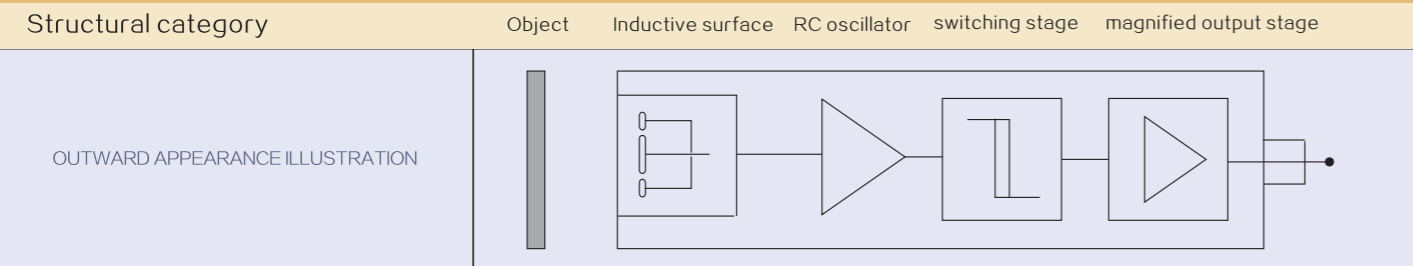 Structural category
Object
Inductive surface
RC oscillator
switching stage
magnified output stage
OUTWARD APPEARANCE ILLUSTRATION